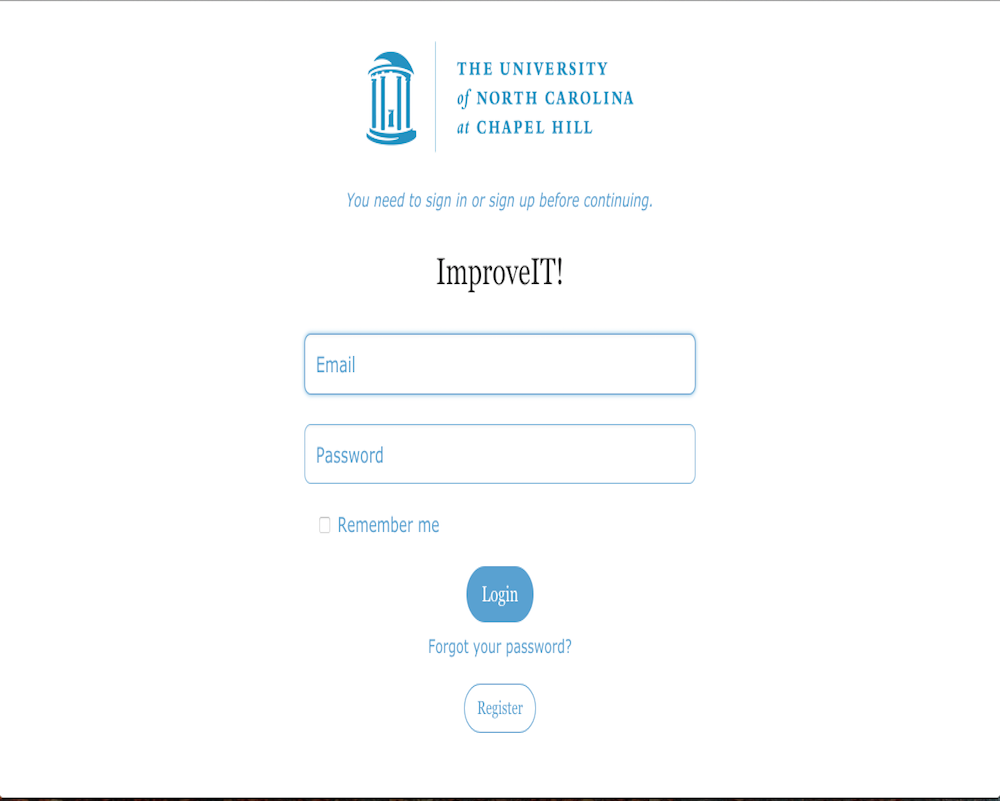 THE UNIVERSITY
of NORTH CAROLINA
at CHAPEL HILL
You need to sign in or sign up before continuing.
ImproveIT!
Email
Password
Remember me
Login
Forgot your password?
Register